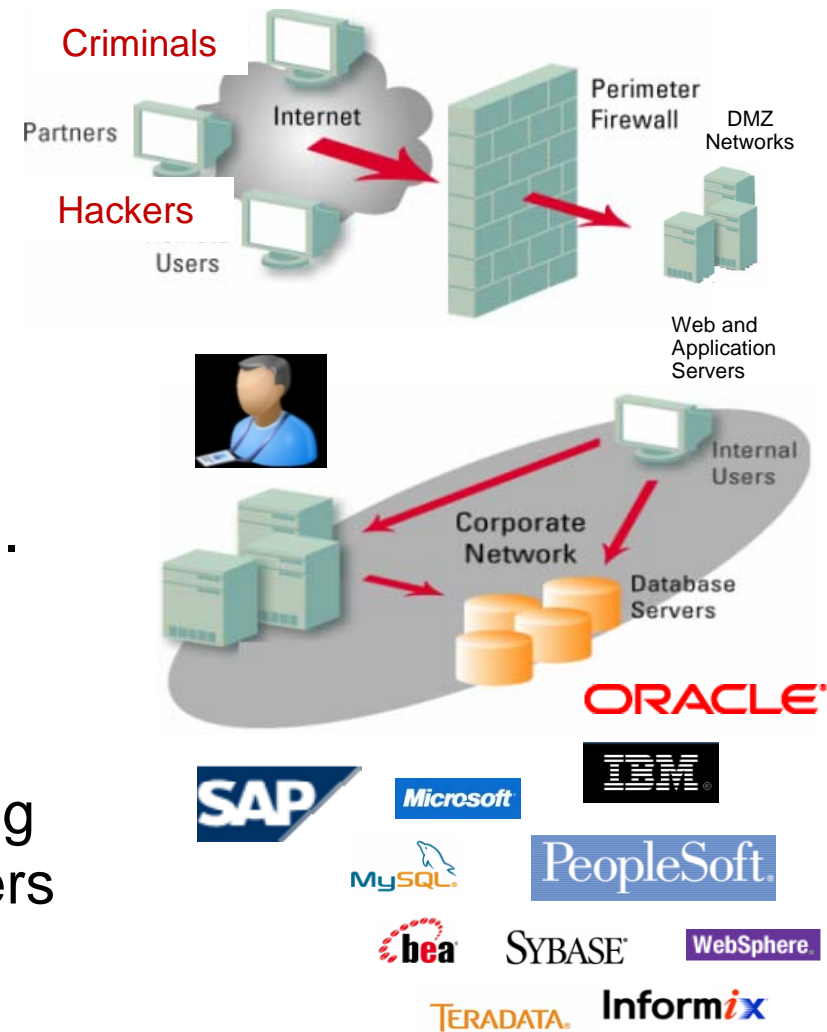 Criminals
Internet
Partners
Hackers
Users
Perimeter
Firewall
DMZ
Networks
Web and
Application
Servers
Internal
Users
Corporate
Network
Database
Servers
.
ORACLE®
SAP
Microsoft
IBM®
g
ers
MySQL®
PeopleSoft®
bea
SYBASE®
WebSphere®
TERADATA®
Informix